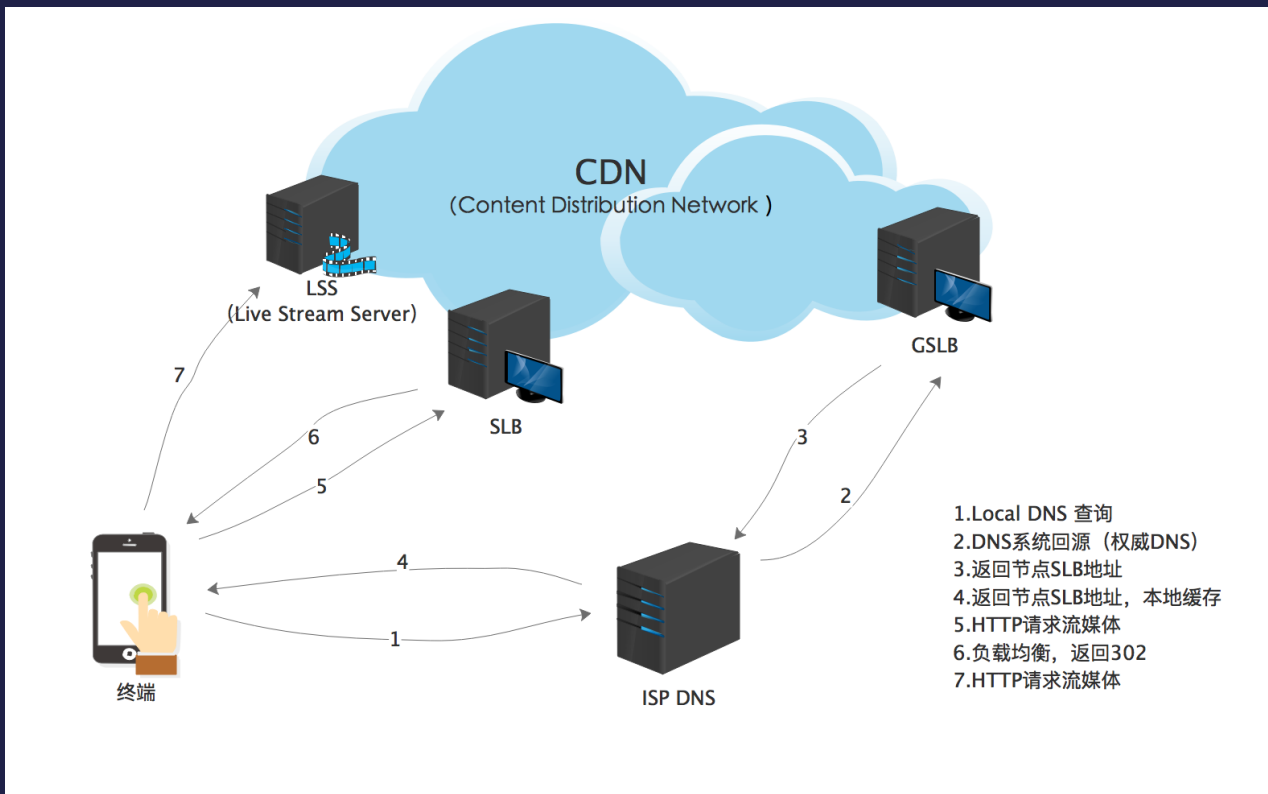 CDN
(Content Distribution Network )
LSS
(Live Stream Server)
SLB
GSLB
7
6
5
3
2
4
1
终端
ISP DNS
1.Local DNS 查询
2.DNS系统回源（权威DNS）
3.返回节点SLB地址
4.返回节点SLB地址，本地缓存
5.HTTP请求流媒体
6.负载均衡，返回302
7.HTTP请求流媒体